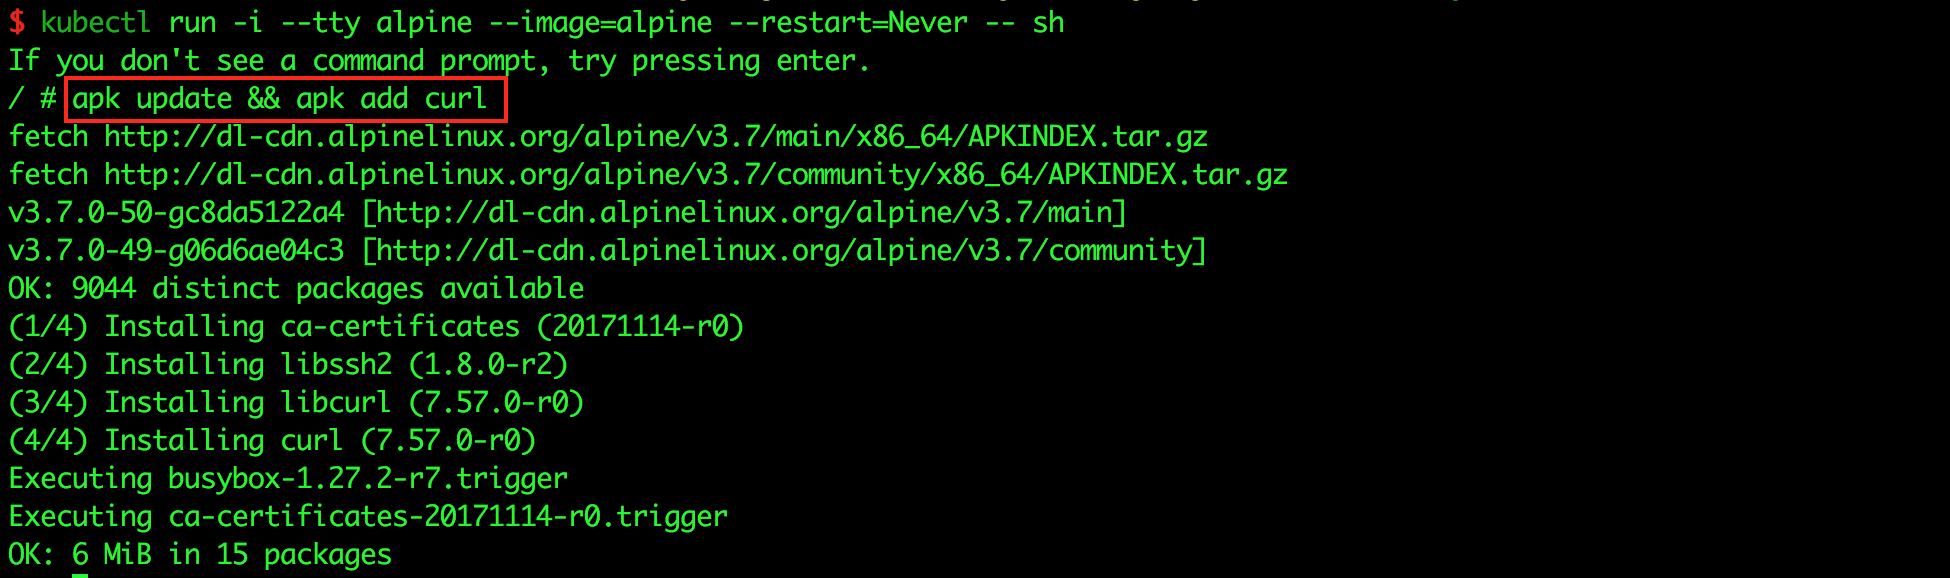 $ kubectl run -i --tty alpine --image=alpine --restart=Never -- sh
If you don't see a command prompt, try pressing enter.
/ # apk update && apk add curl
fetch http://dl-cdn.alpinelinux.org/alpine/v3.7/main/x86_64/APKINDEX.tar.gz
fetch http://dl-cdn.alpinelinux.org/alpine/v3.7/community/x86_64/APKINDEX.tar.gz
v3.7.0-50-gc8da5122a4 [http://dl-cdn.alpinelinux.org/alpine/v3.7/main]
v3.7.0-49-g06d6ae04c3 [http://dl-cdn.alpinelinux.org/alpine/v3.7/community]
OK: 9044 distinct packages available
(1/4) Installing ca-certificates (20171114-r0)
(2/4) Installing libssh2 (1.8.0-r2)
(3/4) Installing libcurl (7.57.0-r0)
(4/4) Installing curl (7.57.0-r0)
Executing busybox-1.27.2-r7.trigger
Executing ca-certificates-20171114-r0.trigger
OK: 6 MiB in 15 packages